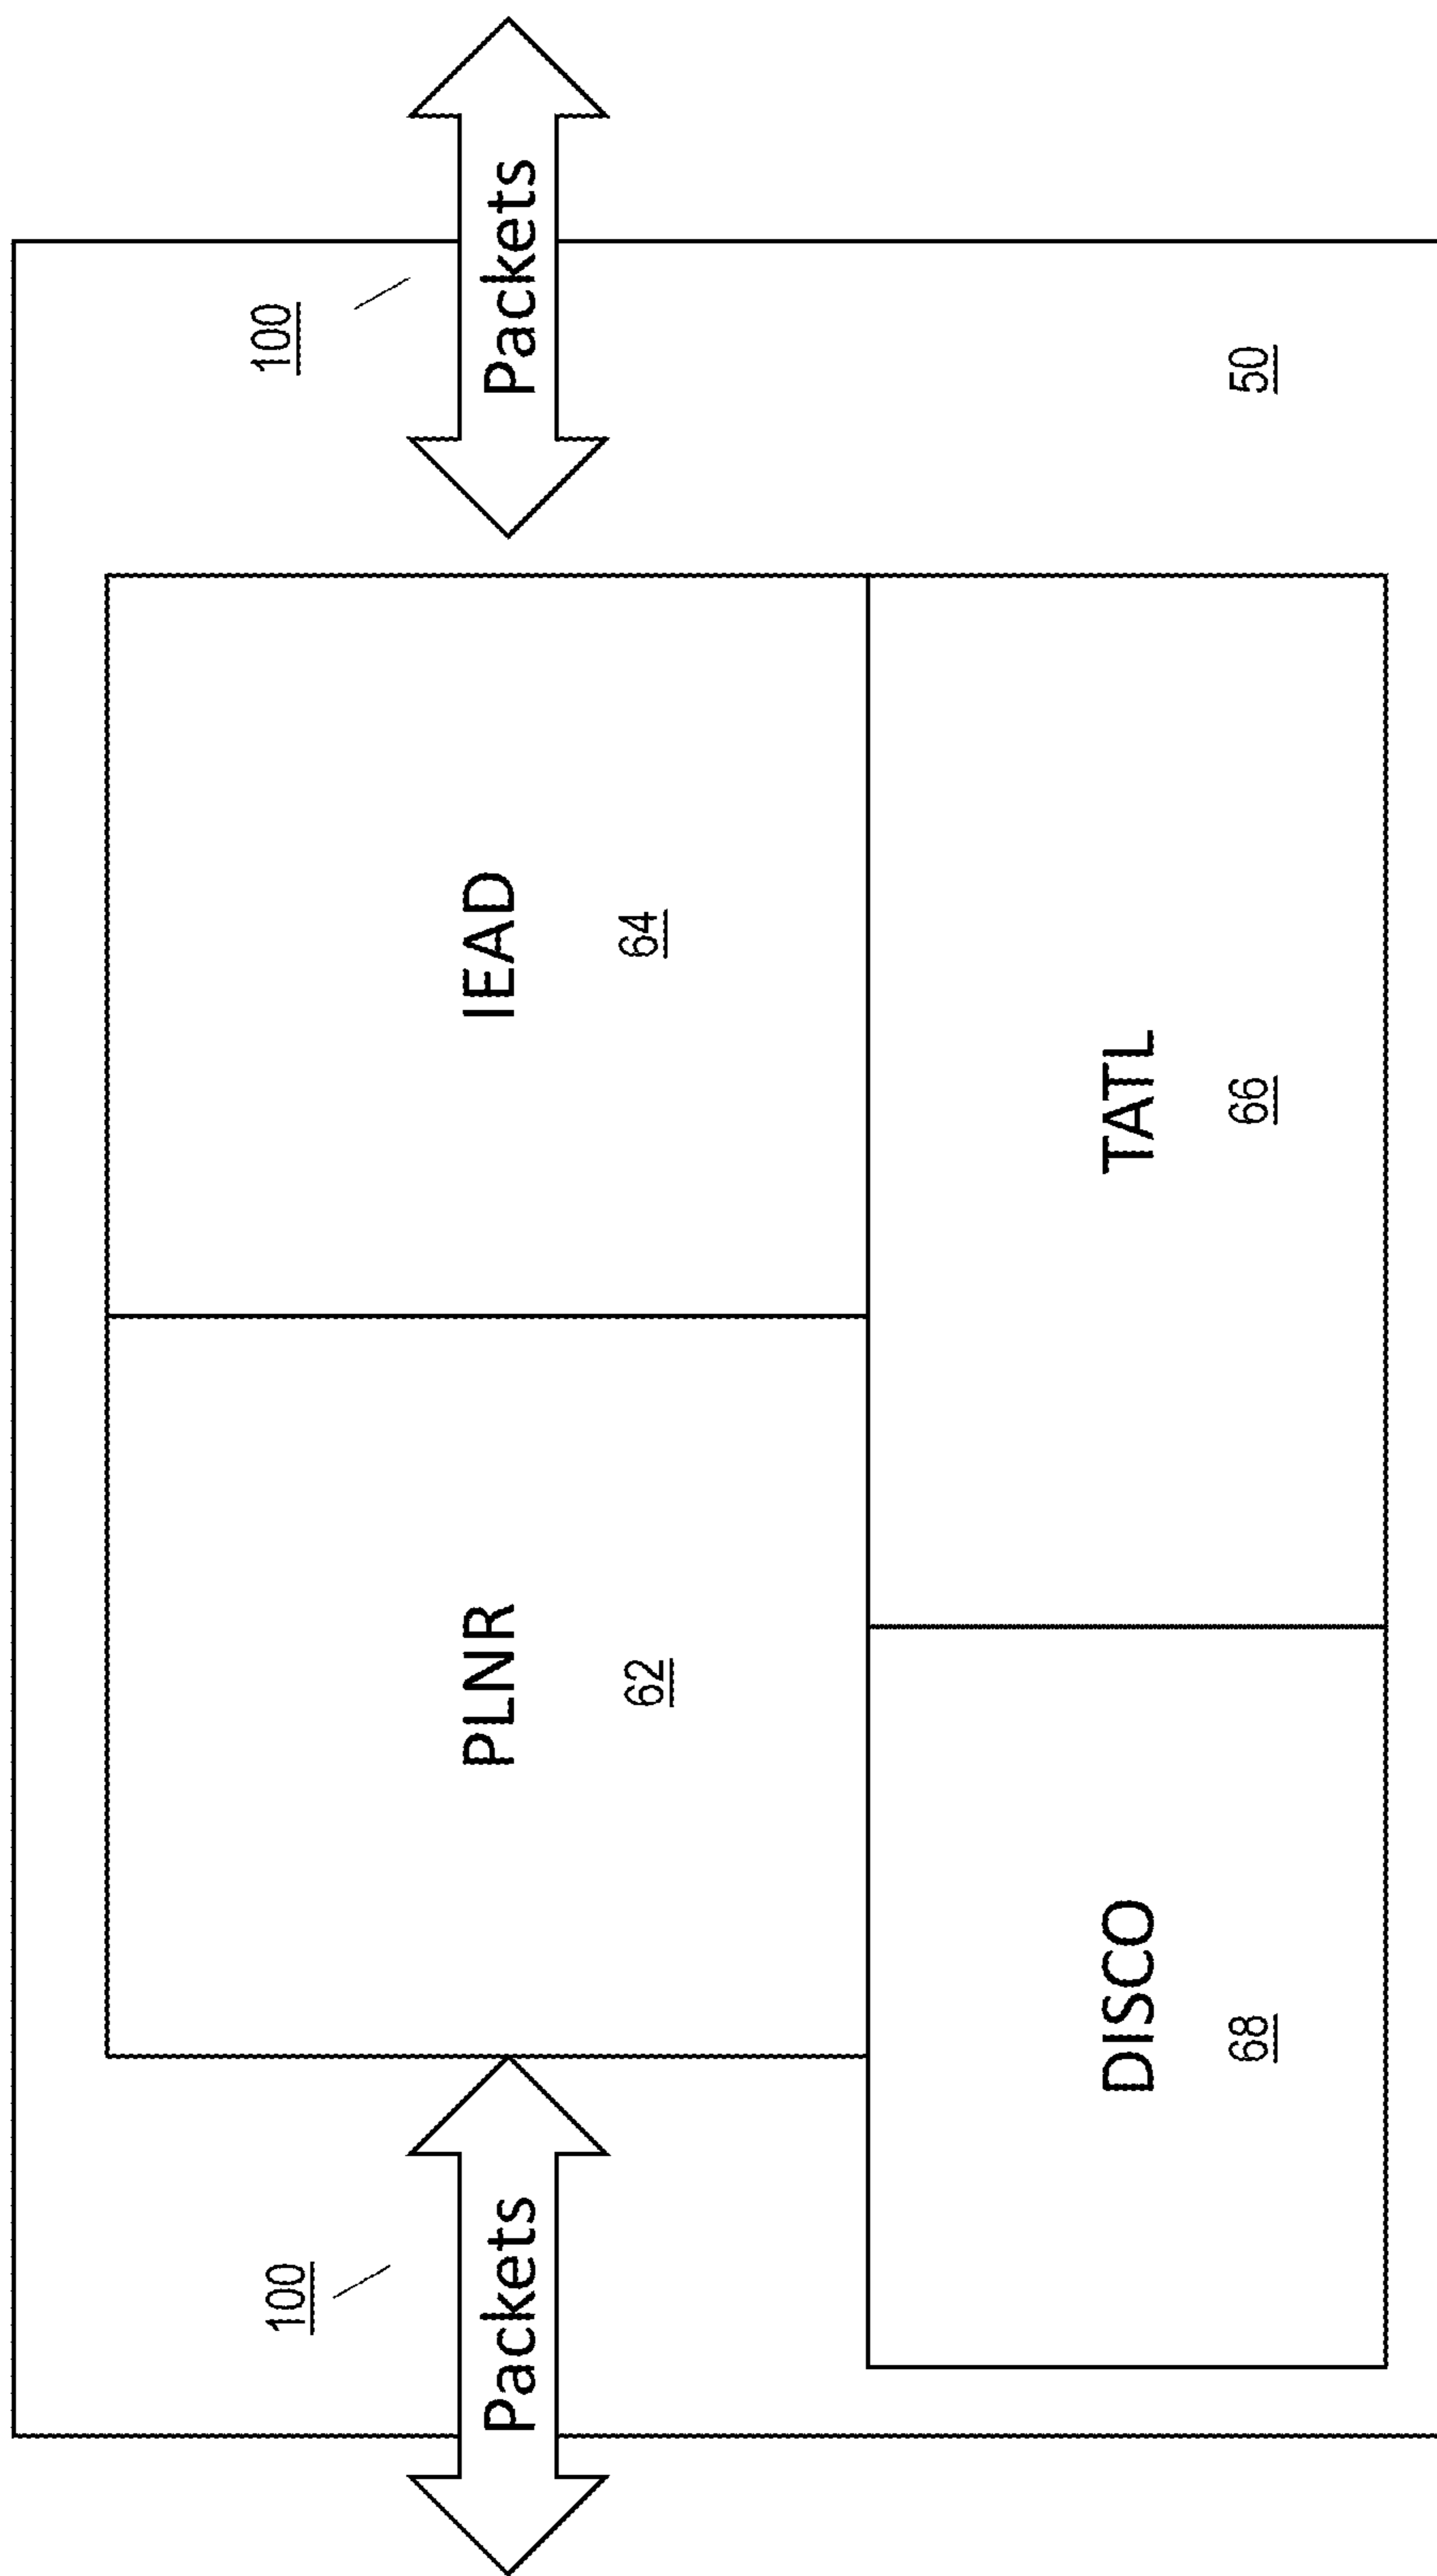 100
100
Packets
PLNR
62
IEAD
64
Packets
DISCO
68
TATL
66
50